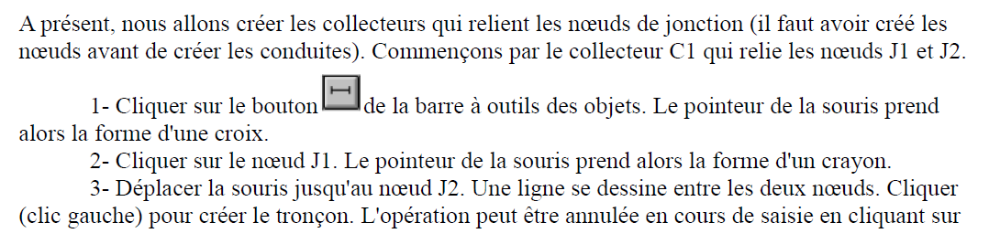 A présent, nous allons créer les collecteurs qui relient les nœuds de jonction (il faut avoir créé les
nœuds avant de créer les conduites). Commençons par le collecteur C1 qui relie les nœuds J1 et J2.
1- Cliquer sur le bouton de la barre à outils des objets. Le pointeur de la souris prend
alors la forme d'une croix.
2- Cliquer sur le nœud J1. Le pointeur de la souris prend alors la forme d'un crayon.
3- Déplacer la souris jusqu'au nœud J2. Une ligne se dessine entre les deux nœuds. Cliquer
(clic gauche) pour créer le tronçon. L'opération peut être annulée en cours de saisie en cliquant sur